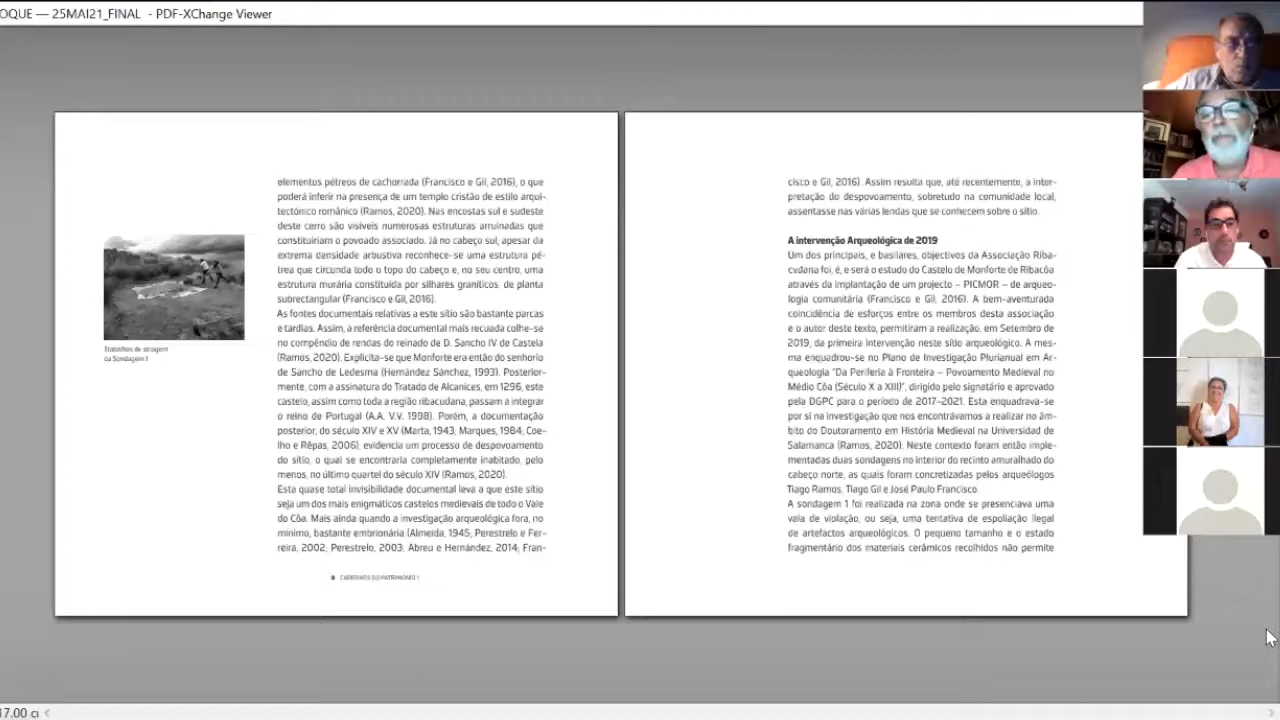 OQUE — 25MAI21_FINAL - PDF-XChange Viewer
elementos pétreos de cachorrada (Francisco e Gil, 2016), o que
poderá inferir na presença de um templo cristão de estilo arqui-
tectónico românico (Ramos, 2020). Nas encostas sul e sudeste
deste cerro são visíveis numerosas estruturas arruinadas que
constituiriam o povoado associado. Já no cabeço sul, apesar da
extrema densidade arbustiva reconhece-se uma estrutura pé-
trea que circunda todo o topo do cabeço e, no seu centro, uma
estrutura murária constituída por silhares graníticos, de planta
subrectangular (Francisco e Gil, 2016).
As fontes documentais relativas a este sítio são bastante parcas
e tardias. Assim, a referência documental mais recuada colhe-se
no compêndio de rendas do reinado de D. Sancho IV de Castela
(Ramos, 2020). Explicita-se que Monforte era então do senhorio
de Sancho de Ledesma (Hernández Sánchez, 1993). Posterior-
mente, com a assinatura do Tratado de Alcanices, em 1296, este
castelo, assim como toda a região ribacudana, passam a integrar
o reino de Portugal (A.A. V.V. 1998). Porém, a documentação
posterior, do século XIV e XV (Marta, 1943; Marques, 1984; Coe-
lho e Rêpas, 2006), evidencia um processo de despovoamento
do sítio, o qual se encontraria completamente inabitado, pelo
menos, no último quartel do século XIV (Ramos, 2020).
Esta quase total invisibilidade documental leva a que este sítio
seja um dos mais enigmáticos castelos medievais de todo o Vale
do Côa. Mais ainda quando a investigação arqueológica fora, no
mínimo, bastante embrionária (Almeida, 1945; Perestrelo e Fer-
reira, 2002; Perestrelo, 2003; Abreu e Hernández, 2014; Fran-
Trabalhos de selagem
da Sondagem 1
8 CADERNOS DO PATRIMÓNIO 1
cisco e Gil, 2016). Assim resulta que, até recentemente, a inter-
pretação do despovoamento, sobretudo na comunidade local,
assentasse nas várias lendas que se conhecem sobre o sítio.
A intervenção Arqueológica de 2019
Um dos principais, e basilares, objectivos da Associação Riba-
cvdana foi, é, e será o estudo do Castelo de Monforte de Ribacôa
através da implantação de um projecto – PICMOR – de arqueo-
logia comunitária (Francisco e Gil, 2016). A bem-aventurada
coincidência de esforços entre os membros desta associação
e o autor deste texto, permitiram a realização, em Setembro de
2019, da primeira intervenção neste sítio arqueológico. A mes-
ma enquadrou-se no Plano de Investigação Plurianual em Ar-
queologia "Da Periferia à Fronteira – Povoamento Medieval no
Médio Côa (Século X a XIII)", dirigido pelo signatário e aprovado
pela DGPC para o período de 2017-2021. Esta enquadrava-se
por si na investigação que nos encontrávamos a realizar no âm-
bito do Doutoramento em História Medieval na Universidad de
Salamanca (Ramos, 2020). Neste contexto foram então imple-
mentadas duas sondagens no interior do recinto amuralhado do
cabeço norte, as quais foram concretizadas pelos arqueólogos
Tiago Ramos, Tiago Gil e José Paulo Francisco.
A sondagem 1 foi realizada na zona onde se presenciava uma
vala de violação, ou seja, uma tentativa de espoliação ilegal
de artefactos arqueológicos. O pequeno tamanho e o estado
fragmentário dos materiais cerâmicos recolhidos não permite